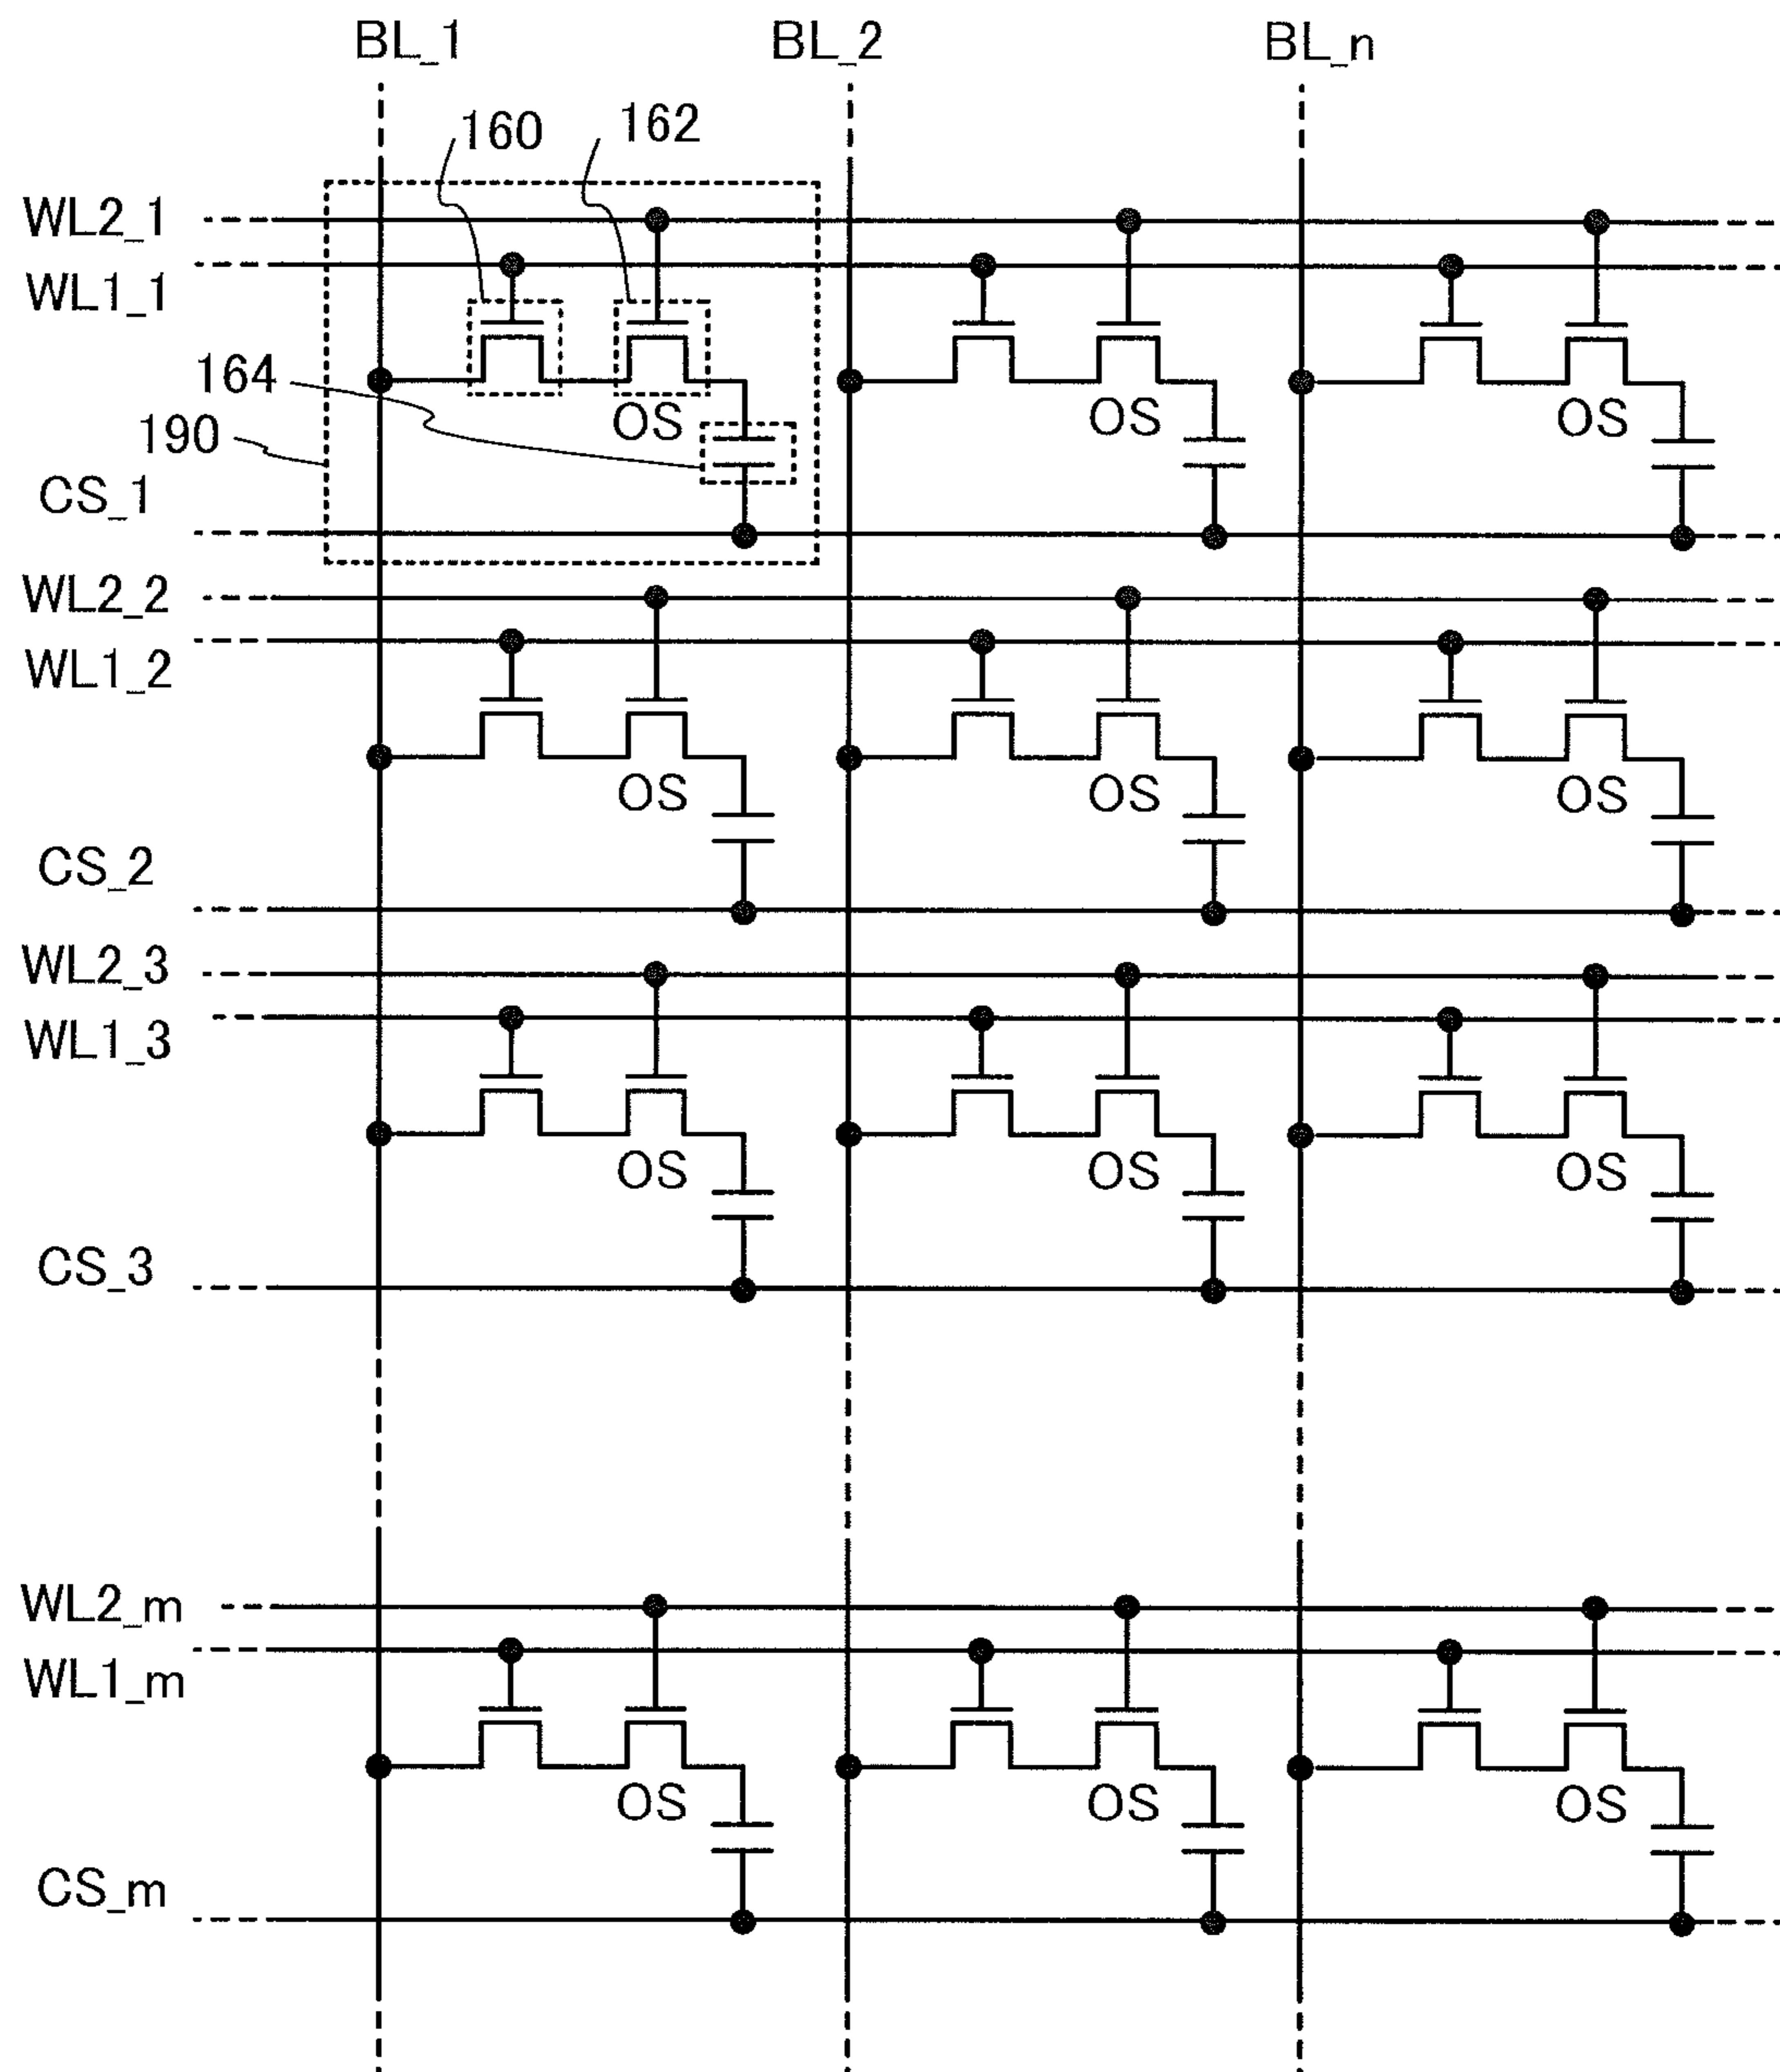 BL_1 BL_2 BL_n
160 162
WL2_1
WL1_1
164
OS OS OS
190
CS_1
WL2_2
WL1_2
OS OS OS
CS_2
WL2_3
WL1_3
OS OS OS
CS_3
WL2_m
WL1_m
OS OS OS
CS_m